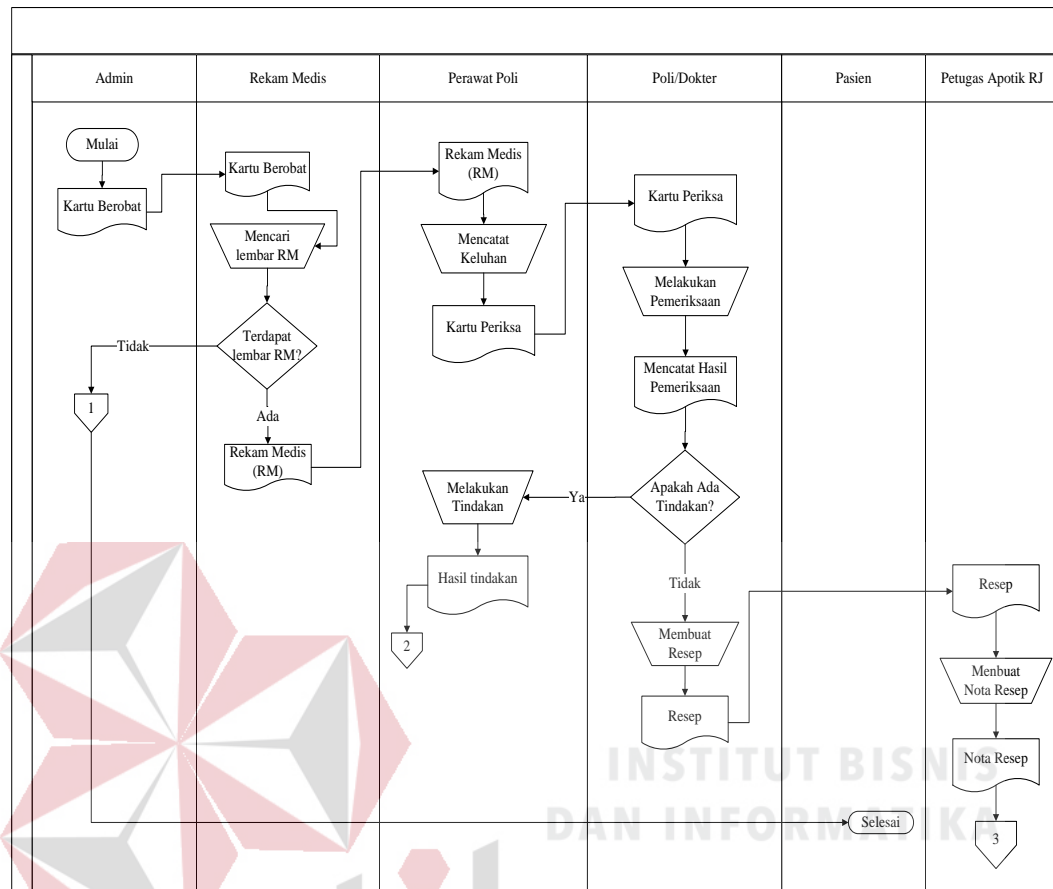 Admin
Rekam Medis
Perawat Poli
Poli/Dokter
Pasien
Petugas Apotik RJ
Mulai
Kartu Berobat
Kartu Berobat
Mencari
lembar RM
Terdapat
lembar RM?
Tidak
1
Ada
Rekam Medis
(RM)
Rekam Medis
(RM)
Mencatat
Keluhan
Kartu Periksa
Kartu Periksa
Melakukan
Pemeriksaan
Mencatat Hasil
Pemeriksaan
Apakah Ada
Tindakan?
Ya
Melakukan
Tindakan
Hasil tindakan
2
Tidak
Membuat
Resep
Resep
Resep
Menbuat
Nota Resep
Nota Resep
3
Selesai
INSTITUT BISNIS
DAN INFORMATIKA